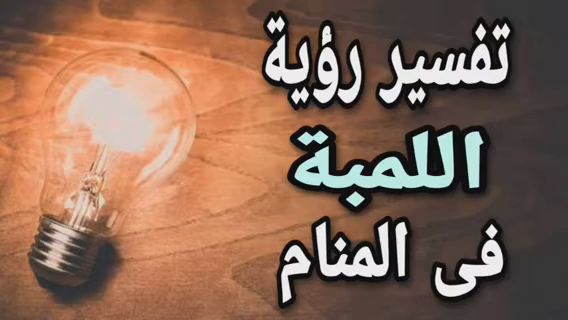 تفسير رؤية
اللمبة
فى المنام